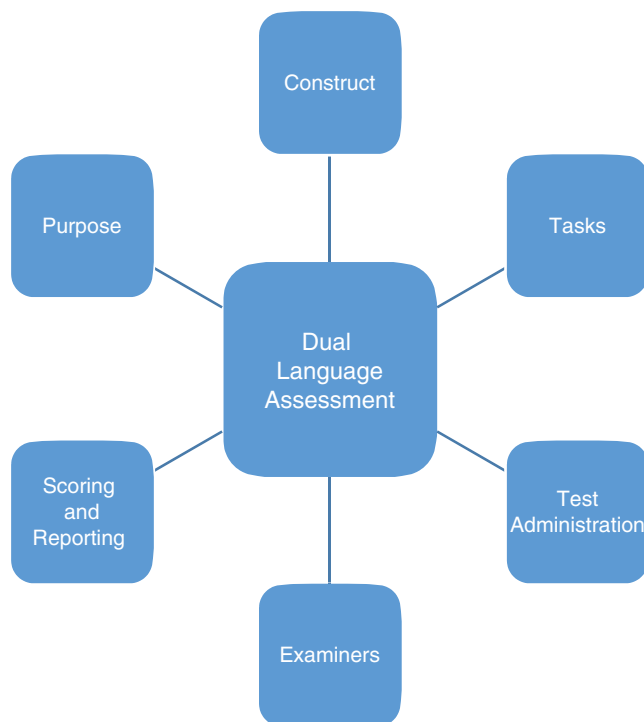 Construct
Purpose
Tasks
Dual
Language
Assessment
Scoring
and
Reporting
Test
Administration
Examiners